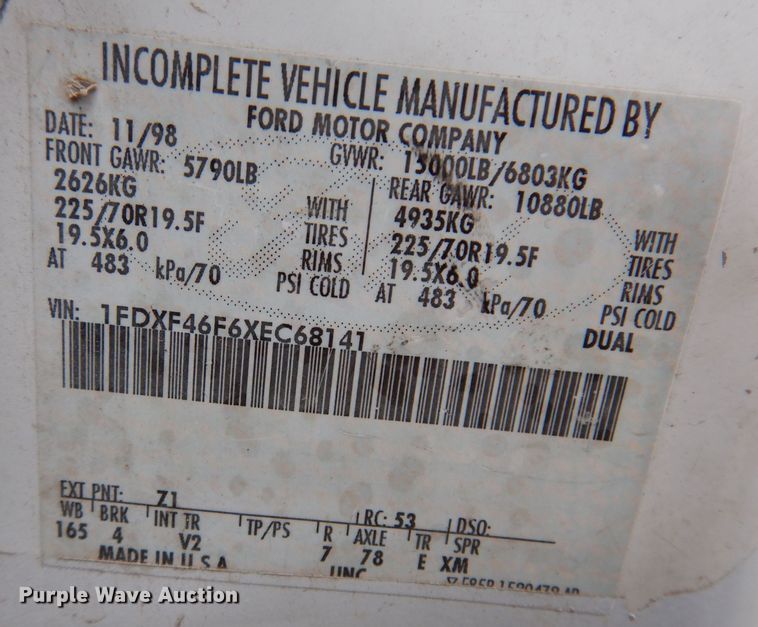 INCOMPLETE VEHICLE MANUFACTURED BY
FORD MOTOR COMPANY
DATE: 11/98 GVWR: 15000LB/6803KG
FRONT GAWR: 5790LB REAR GAWR: 10880LB
2626KG WITH 4935KG WITH
225/70R19.5F TIRES 225/70R19.5F TIRES
19.5X6.0 RIMS 19.5X6.0 RIMS
AT 483 kPa/70 PSI COLD AT 483 kPa/70 PSI COLD
VIN: 1FDXF46F6XEC68141 DUAL
EXT PNT: Z1 RC: 53 DSO:
WB BRK INT TR TP/PS R AXLE TR SPR
165 4 V2 7 78 E XM
MADE IN U.S.A.
Purple Wave Auction